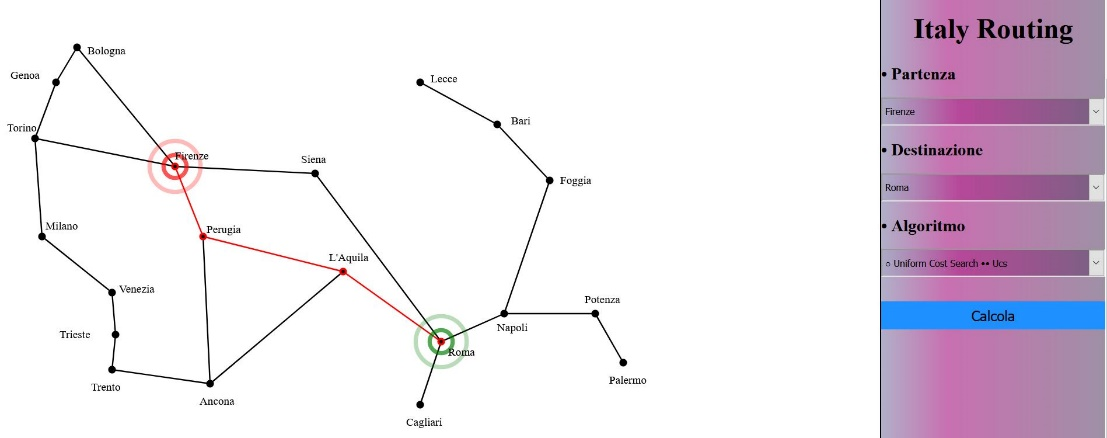 Bologna
Genoa
Torino
Firenze
Siena
Milano
Perugia
L'Aquila
Venezia
Trieste
Trento
Ancona
Roma
Cagliari
Lecce
Bari
Foggia
Napoli
Potenza
Palermo
Italy Routing
• Partenza
Firenze
• Destinazione
Roma
• Algoritmo
○ Uniform Cost Search •• Ucs
Calcola